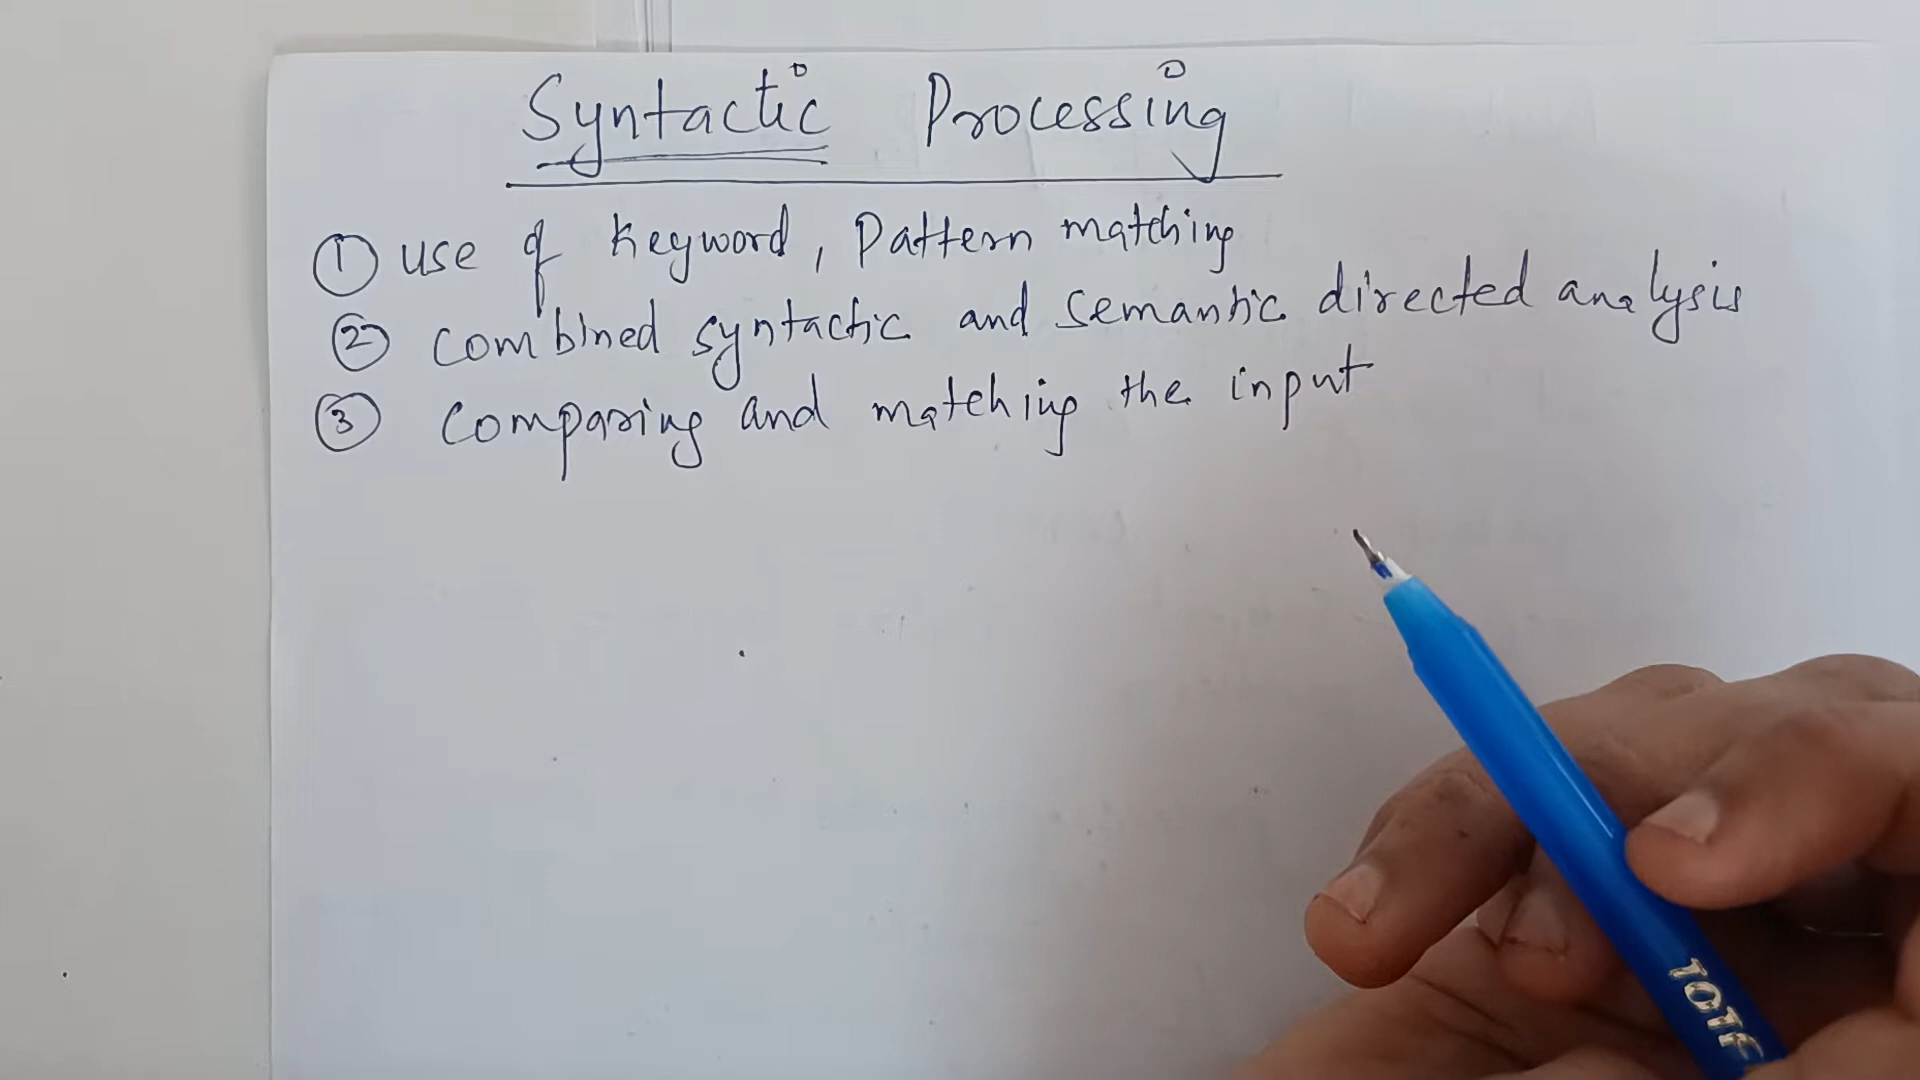 Syntactic Processing
① use of Keyword, Pattern matching
② combined syntactic and semantic directed analysis
③ comparing and matching the input